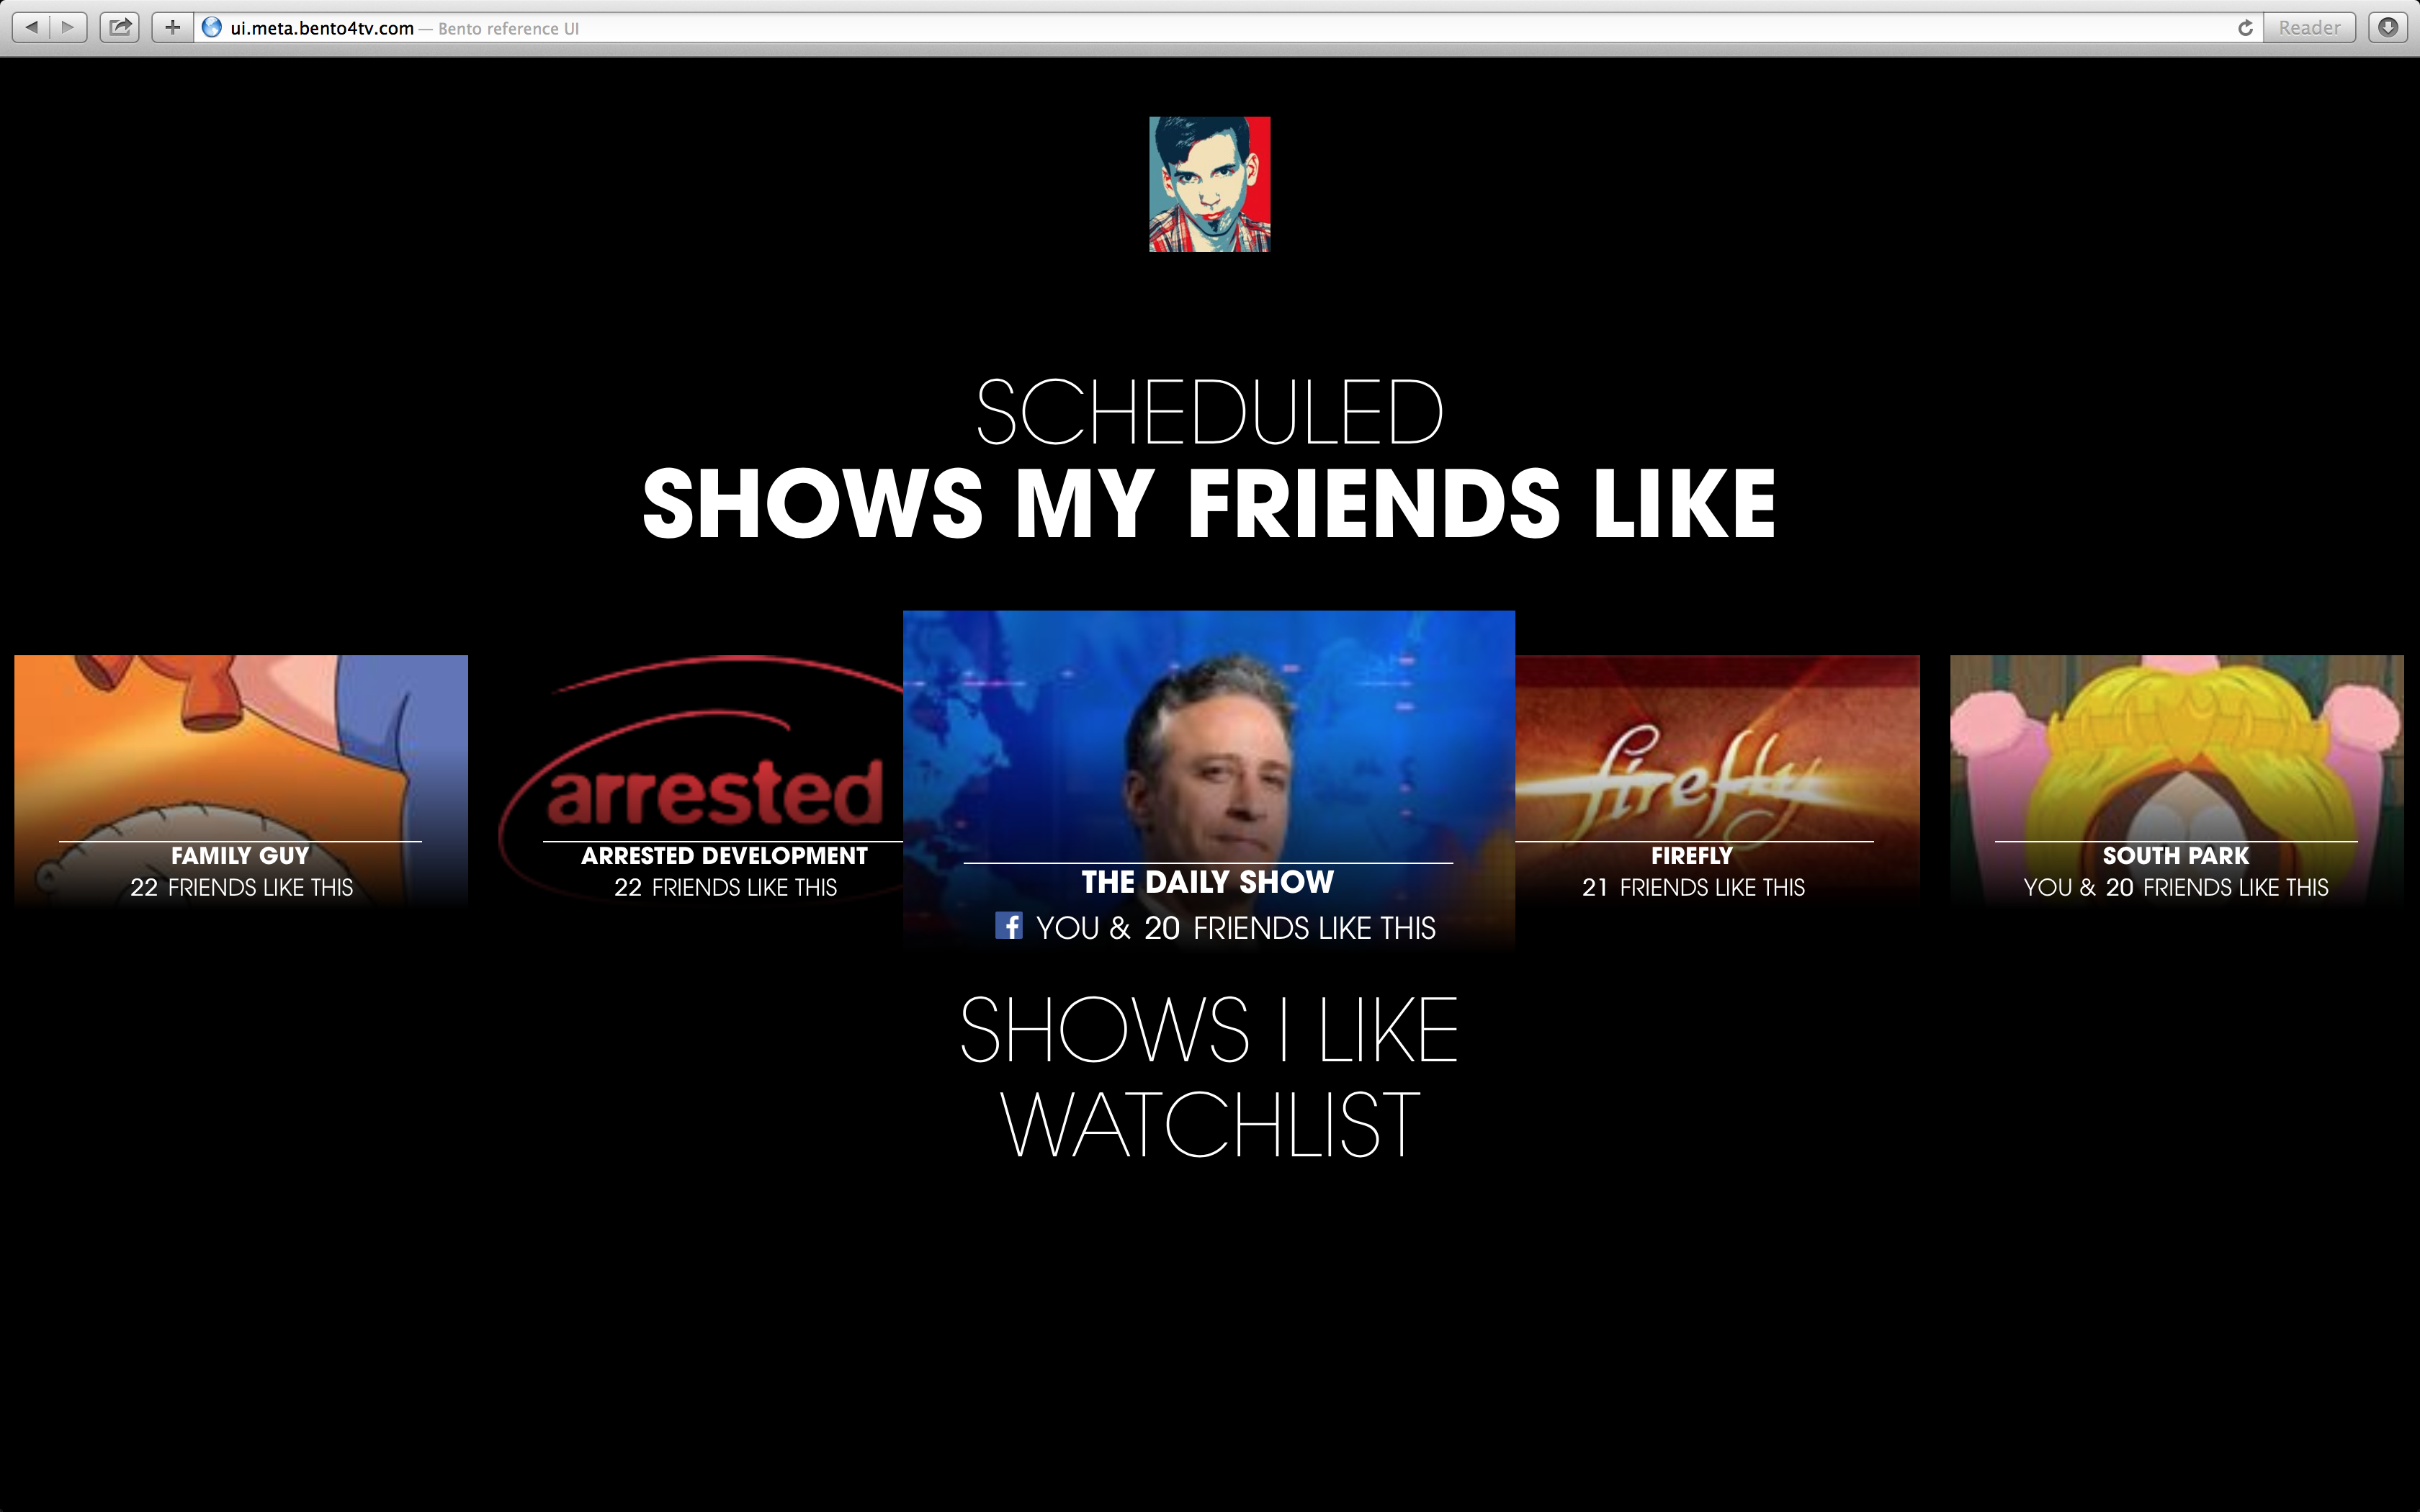 ui.meta.bento4tv.com — Bento reference UI
Reader
SCHEDULED
SHOWS MY FRIENDS LIKE
arrested
firefly
FAMILY GUY
22 FRIENDS LIKE THIS
ARRESTED DEVELOPMENT
22 FRIENDS LIKE THIS
THE DAILY SHOW
f YOU & 20 FRIENDS LIKE THIS
FIREFLY
21 FRIENDS LIKE THIS
SOUTH PARK
YOU & 20 FRIENDS LIKE THIS
SHOWS I LIKE
WATCHLIST